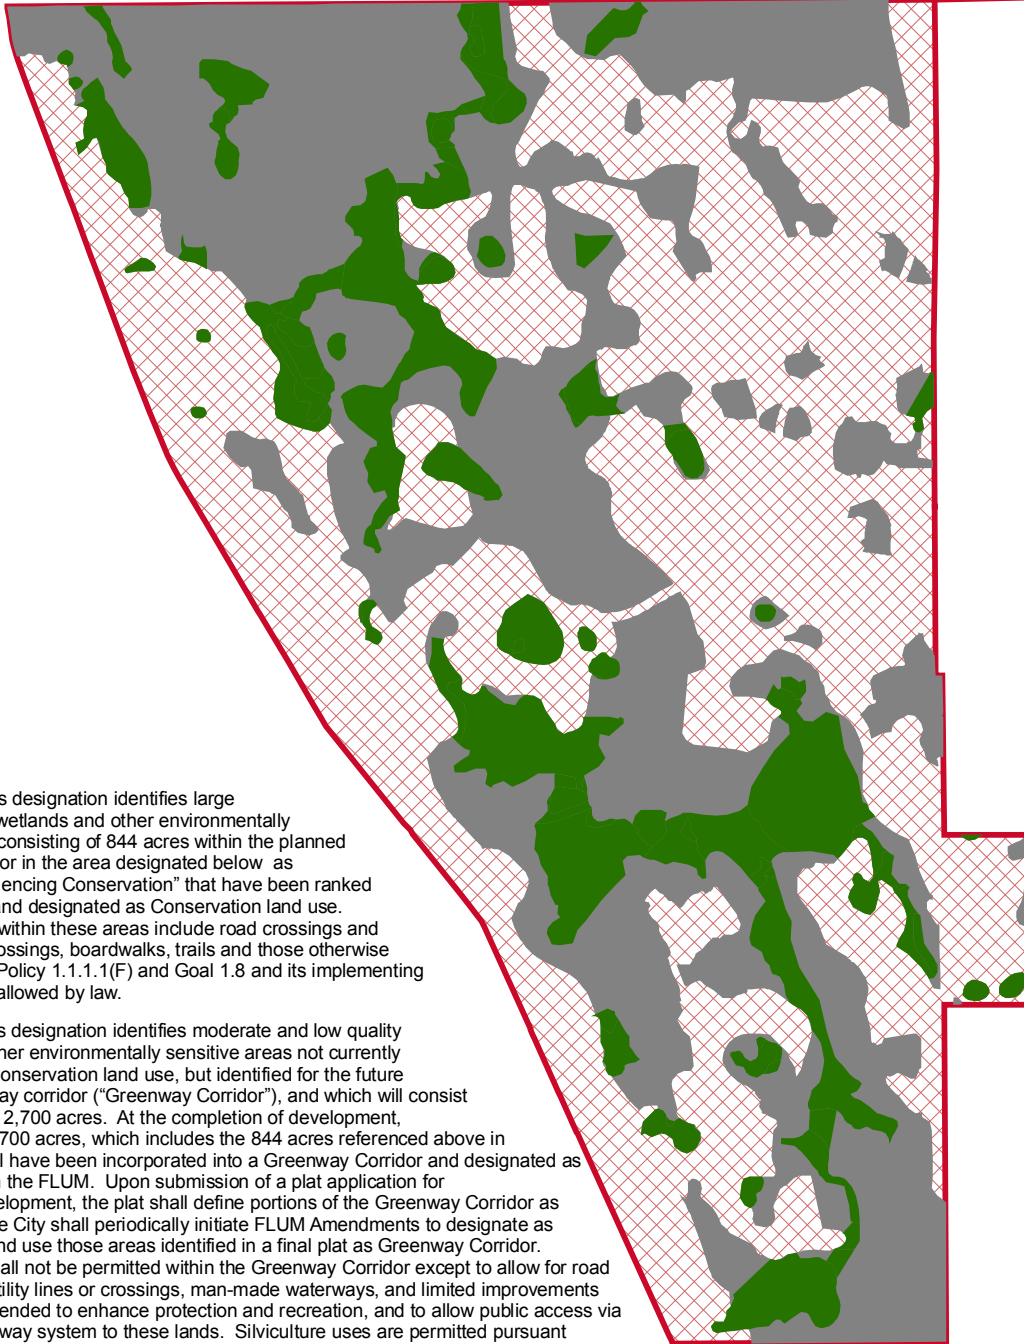 s designation identifies large
wetlands and other environmentally
consisting of 844 acres within the planned
or in the area designated below as
encing Conservation” that have been ranked
nd designated as Conservation land use.
within these areas include road crossings and
ossings, boardwalks, trails and those otherwise
Policy 1.1.1.1(F) and Goal 1.8 and its implementing
allowed by law.
s designation identifies moderate and low quality
her environmentally sensitive areas not currently
onservation land use, but identified for the future
ay corridor (“Greenway Corridor”), and which will consist
2,700 acres. At the completion of development,
700 acres, which includes the 844 acres referenced above in
l have been incorporated into a Greenway Corridor and designated as
the FLUM. Upon submission of a plat application for
elopment, the plat shall define portions of the Greenway Corridor as
e City shall periodically initiate FLUM Amendments to designate as
nd use those areas identified in a final plat as Greenway Corridor.
all not be permitted within the Greenway Corridor except to allow for road
tility lines or crossings, man-made waterways, and limited improvements
ended to enhance protection and recreation, and to allow public access via
way system to these lands. Silviculture uses are permitted pursuant